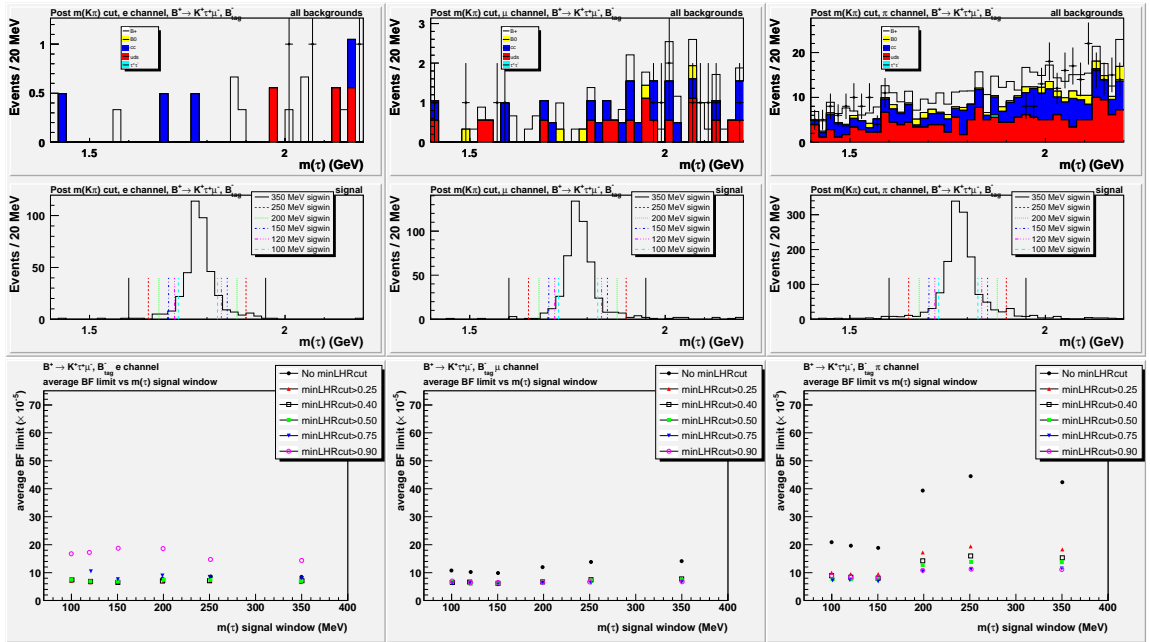 Post m(Kπ) cut, e channel, B⁺→ K⁺τ⁺μ⁻, B⁻tag all backgrounds
Events / 20 MeV
1
0.5
0
B+
B0
cc
uds
τ⁺τ⁻
1.5 2
m(τ) (GeV)
Post m(Kπ) cut, μ channel, B⁺→ K⁺τ⁺μ⁻, B⁻tag all backgrounds
Events / 20 MeV
3
2
1
0
B+
B0
cc
uds
τ⁺τ⁻
1.5 2
m(τ) (GeV)
Post m(Kπ) cut, π channel, B⁺→ K⁺τ⁺μ⁻, B⁻tag all backgrounds
Events / 20 MeV
20
10
0
B+
B0
cc
uds
τ⁺τ⁻
1.5 2
m(τ) (GeV)
Post m(Kπ) cut, e channel, B⁺→ K⁺τ⁺μ⁻, B⁻tag signal
Events / 20 MeV
100
80
40
0
350 MeV sigwin
250 MeV sigwin
200 MeV sigwin
150 MeV sigwin
120 MeV sigwin
100 MeV sigwin
1.5 2
m(τ) (GeV)
Post m(Kπ) cut, μ channel, B⁺→ K⁺τ⁺μ⁻, B⁻tag signal
Events / 20 MeV
140
100
50
0
350 MeV sigwin
250 MeV sigwin
200 MeV sigwin
150 MeV sigwin
120 MeV sigwin
100 MeV sigwin
1.5 2
m(τ) (GeV)
Post m(Kπ) cut, π channel, B⁺→ K⁺τ⁺μ⁻, B⁻tag signal
Events / 20 MeV
300
200
100
0
350 MeV sigwin
250 MeV sigwin
200 MeV sigwin
150 MeV sigwin
120 MeV sigwin
100 MeV sigwin
1.5 2
m(τ) (GeV)
B⁺ → K⁺τ⁺μ⁻, B⁻tag e channel
average BF limit vs m(τ) signal window
average BF limit (× 10⁻⁵)
70
60
50
40
30
20
10
0
No minLHRcut
minLHRcut>0.25
minLHRcut>0.40
minLHRcut>0.50
minLHRcut>0.75
minLHRcut>0.90
100 150 200 250 300 350 400
m(τ) signal window (MeV)
B⁺ → K⁺τ⁺μ⁻, B⁻tag μ channel
average BF limit vs m(τ) signal window
average BF limit (× 10⁻⁵)
70
60
50
40
30
20
10
0
No minLHRcut
minLHRcut>0.25
minLHRcut>0.40
minLHRcut>0.50
minLHRcut>0.75
minLHRcut>0.90
100 150 200 250 300 350 400
m(τ) signal window (MeV)
B⁺ → K⁺τ⁺μ⁻, B⁻tag π channel
average BF limit vs m(τ) signal window
average BF limit (× 10⁻⁵)
70
60
50
40
30
20
10
0
No minLHRcut
minLHRcut>0.25
minLHRcut>0.40
minLHRcut>0.50
minLHRcut>0.75
minLHRcut>0.90
100 150 200 250 300 350 400
m(τ) signal window (MeV)